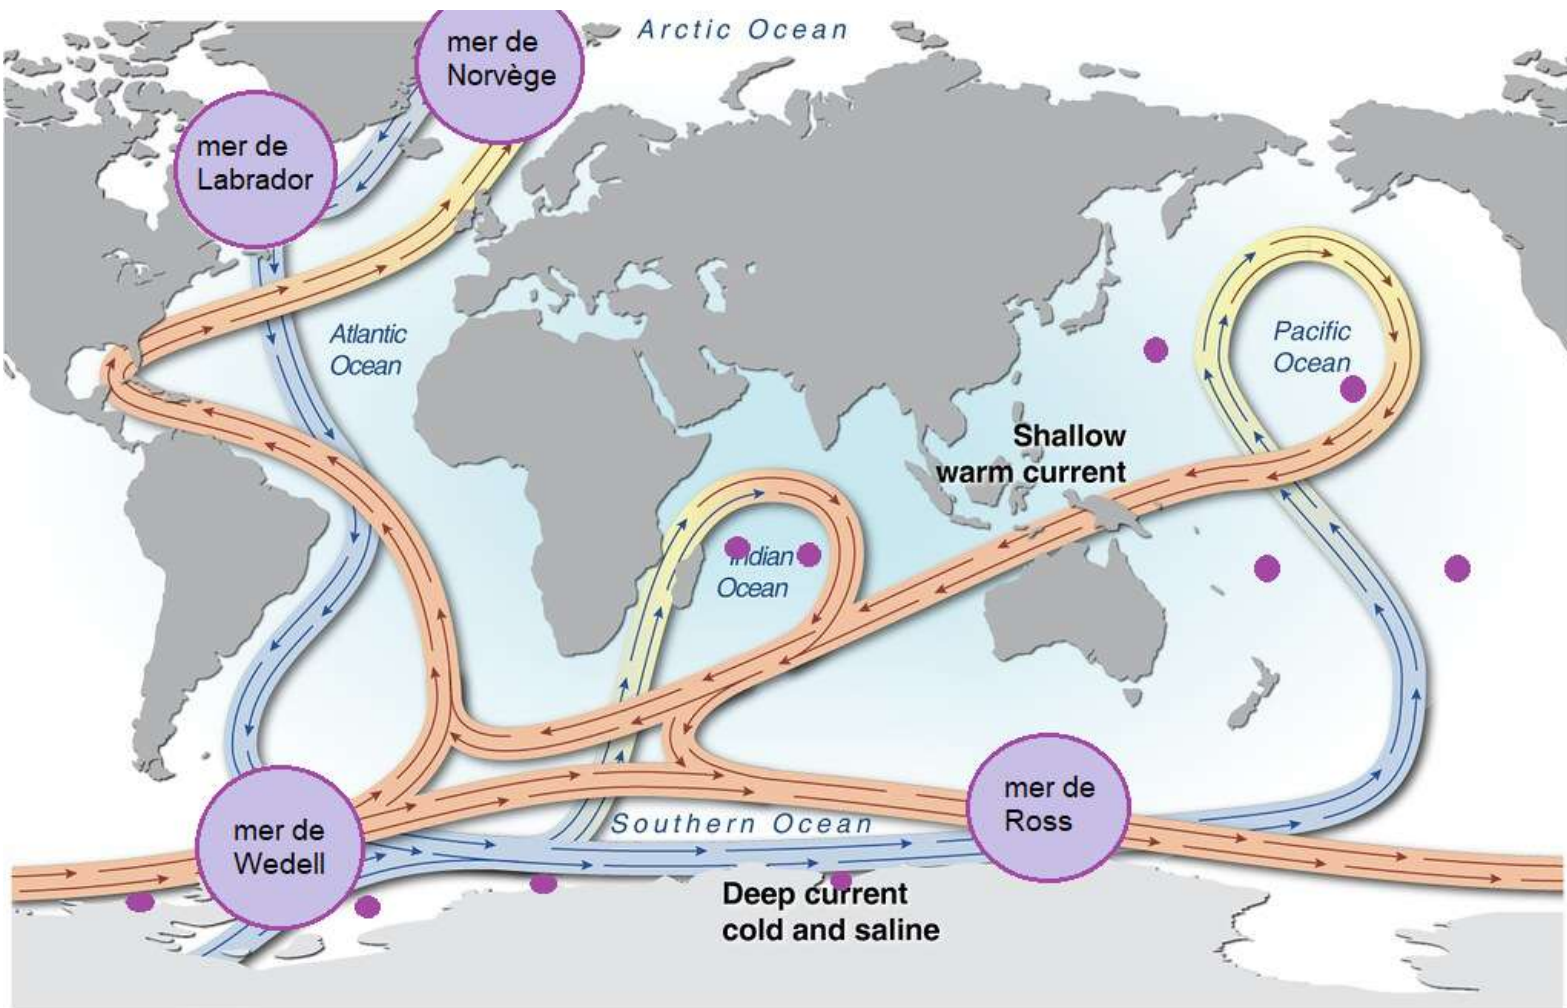 Arctic Ocean
mer de
Norvège
mer de
Labrador
Atlantic
Ocean
Pacific
Ocean
Shallow
warm current
Indian
Ocean
mer de
Ross
mer de
Wedell
Southern Ocean
Deep current
cold and saline